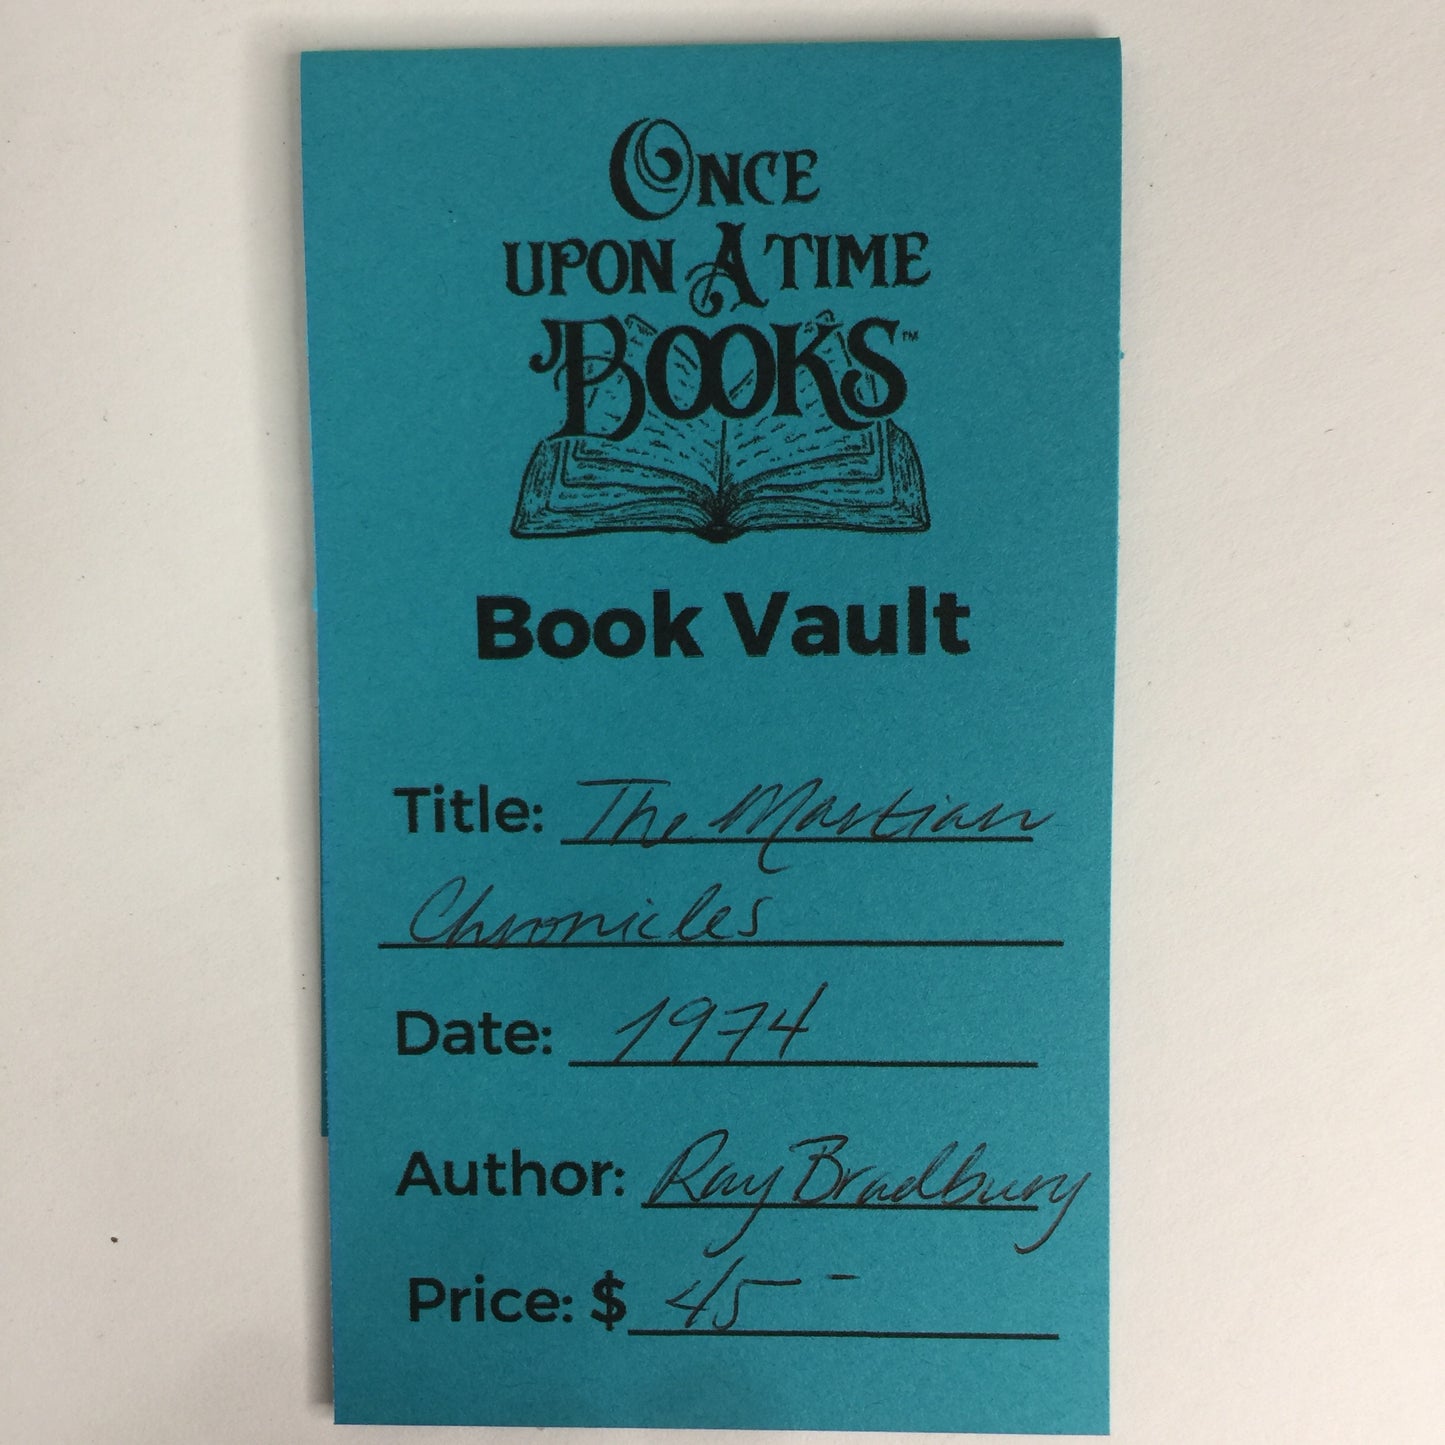 ONCE
UPON A TIME
BOOKS™
Book Vault
Title: The Martian
Chronicles
Date: 1974
Author: Ray Bradbury
Price: $ 45 -